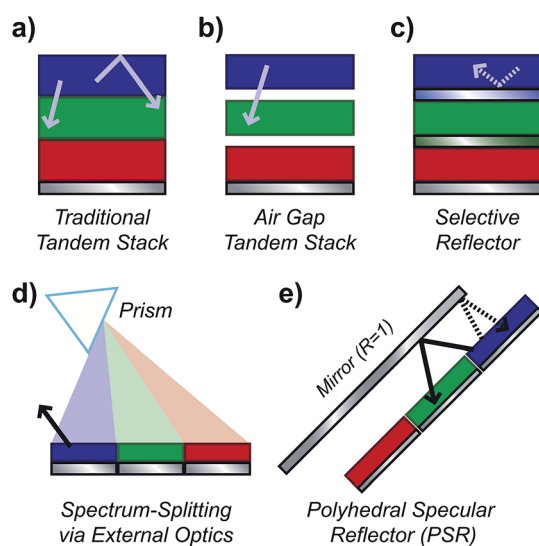 a)
b)
c)
Traditional
Tandem Stack
Air Gap
Tandem Stack
Selective
Reflector
d)
Prism
e)
Mirror (R=1)
Spectrum-Splitting
via External Optics
Polyhedral Specular
Reflector (PSR)